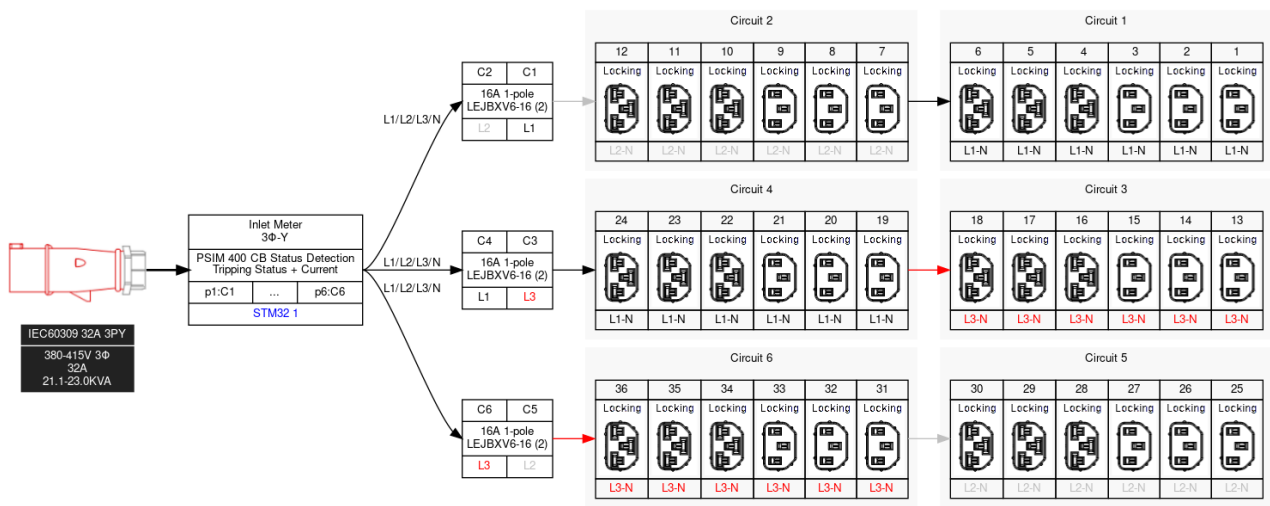 Circuit 2
12 11 10 9 8 7
Locking Locking Locking Locking Locking Locking
L2-N L2-N L2-N L2-N L2-N L2-N
Circuit 1
6 5 4 3 2 1
Locking Locking Locking Locking Locking Locking
L1-N L1-N L1-N L1-N L1-N L1-N
C2 C1
16A 1-pole
LEJBXV6-16 (2)
L2 L1
L1/L2/L3/N
Circuit 4
24 23 22 21 20 19
Locking Locking Locking Locking Locking Locking
L1-N L1-N L1-N L1-N L1-N L1-N
Circuit 3
18 17 16 15 14 13
Locking Locking Locking Locking Locking Locking
L3-N L3-N L3-N L3-N L3-N L3-N
Inlet Meter
3Φ-Y
PSIM 400 CB Status Detection
Tripping Status + Current
p1:C1 ... p6:C6
STM32 1
L1/L2/L3/N
L1/L2/L3/N
C4 C3
16A 1-pole
LEJBXV6-16 (2)
L1 L3
IEC60309 32A 3PY
380-415V 3Φ
32A
21.1-23.0KVA
Circuit 6
36 35 34 33 32 31
Locking Locking Locking Locking Locking Locking
L3-N L3-N L3-N L3-N L3-N L3-N
Circuit 5
30 29 28 27 26 25
Locking Locking Locking Locking Locking Locking
L2-N L2-N L2-N L2-N L2-N L2-N
C6 C5
16A 1-pole
LEJBXV6-16 (2)
L3 L2